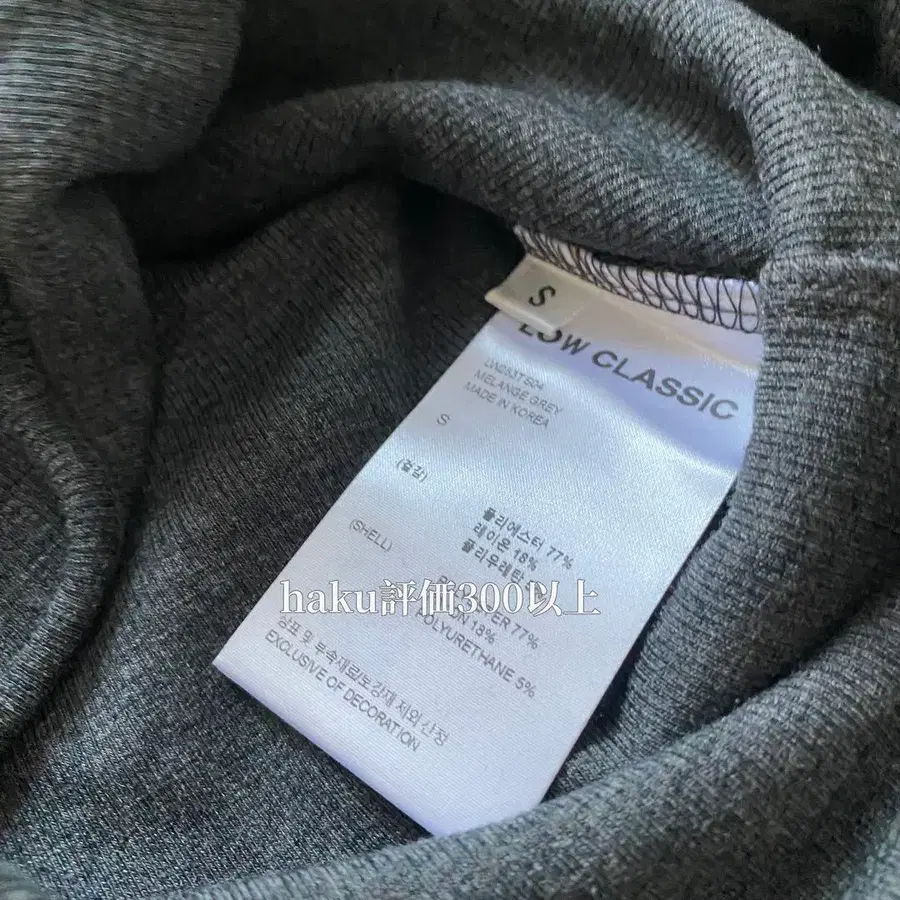 S
LOW CLASSIC
MELANGE GREY
MADE IN KOREA
S
(겉감)
폴리에스터 77%
레이온 18%
폴리우레탄
(SHELL)
haku評価300以上
77%
18%
POLYURETHANE 5%
상표 및 부속재료/보강재 제외 산정
EXCLUSIVE OF DECORATION